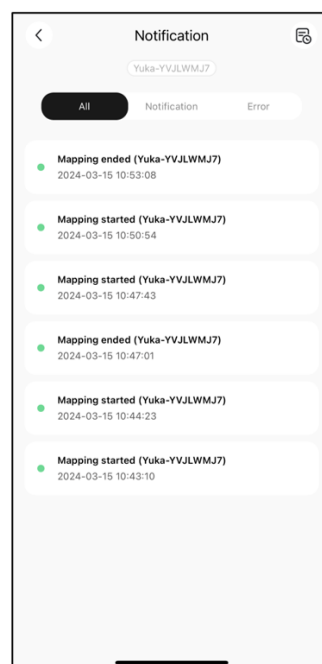 Notification
Yuka-YVJLWMJ7
All Notification Error
Mapping ended (Yuka-YVJLWMJ7)
2024-03-15 10:53:08
Mapping started (Yuka-YVJLWMJ7)
2024-03-15 10:50:54
Mapping started (Yuka-YVJLWMJ7)
2024-03-15 10:47:43
Mapping ended (Yuka-YVJLWMJ7)
2024-03-15 10:47:01
Mapping started (Yuka-YVJLWMJ7)
2024-03-15 10:44:23
Mapping started (Yuka-YVJLWMJ7)
2024-03-15 10:43:10